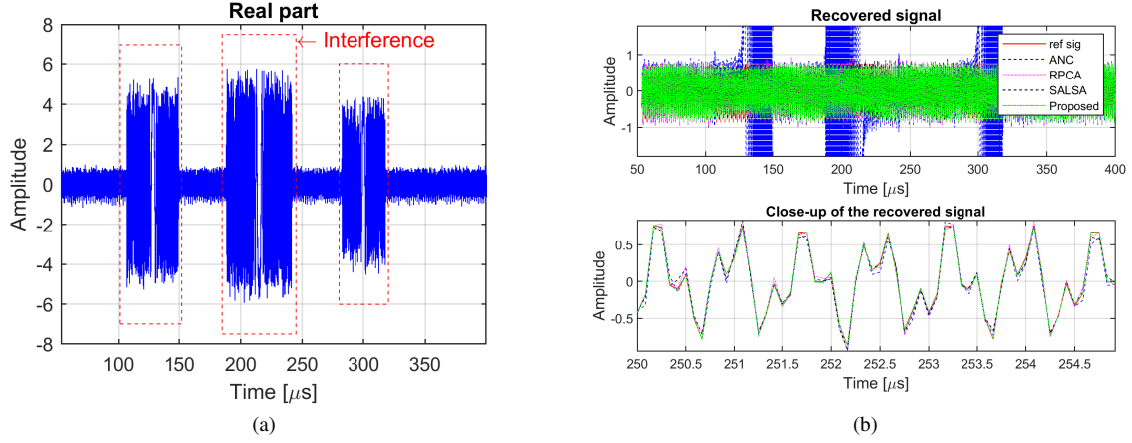 Real part
8
6
4
2
0
-2
-4
-6
-8
Amplitude
Interference
100 150 200 250 300 350
Time [μs]
(a)
Recovered signal
1
0
-1
Amplitude
ref sig
ANC
RPCA
SALSA
Proposed
50 100 150 200 250 300 350 400
Time [μs]
Close-up of the recovered signal
0.5
0
-0.5
Amplitude
250 250.5 251 251.5 252 252.5 253 253.5 254 254.5
Time [μs]
(b)